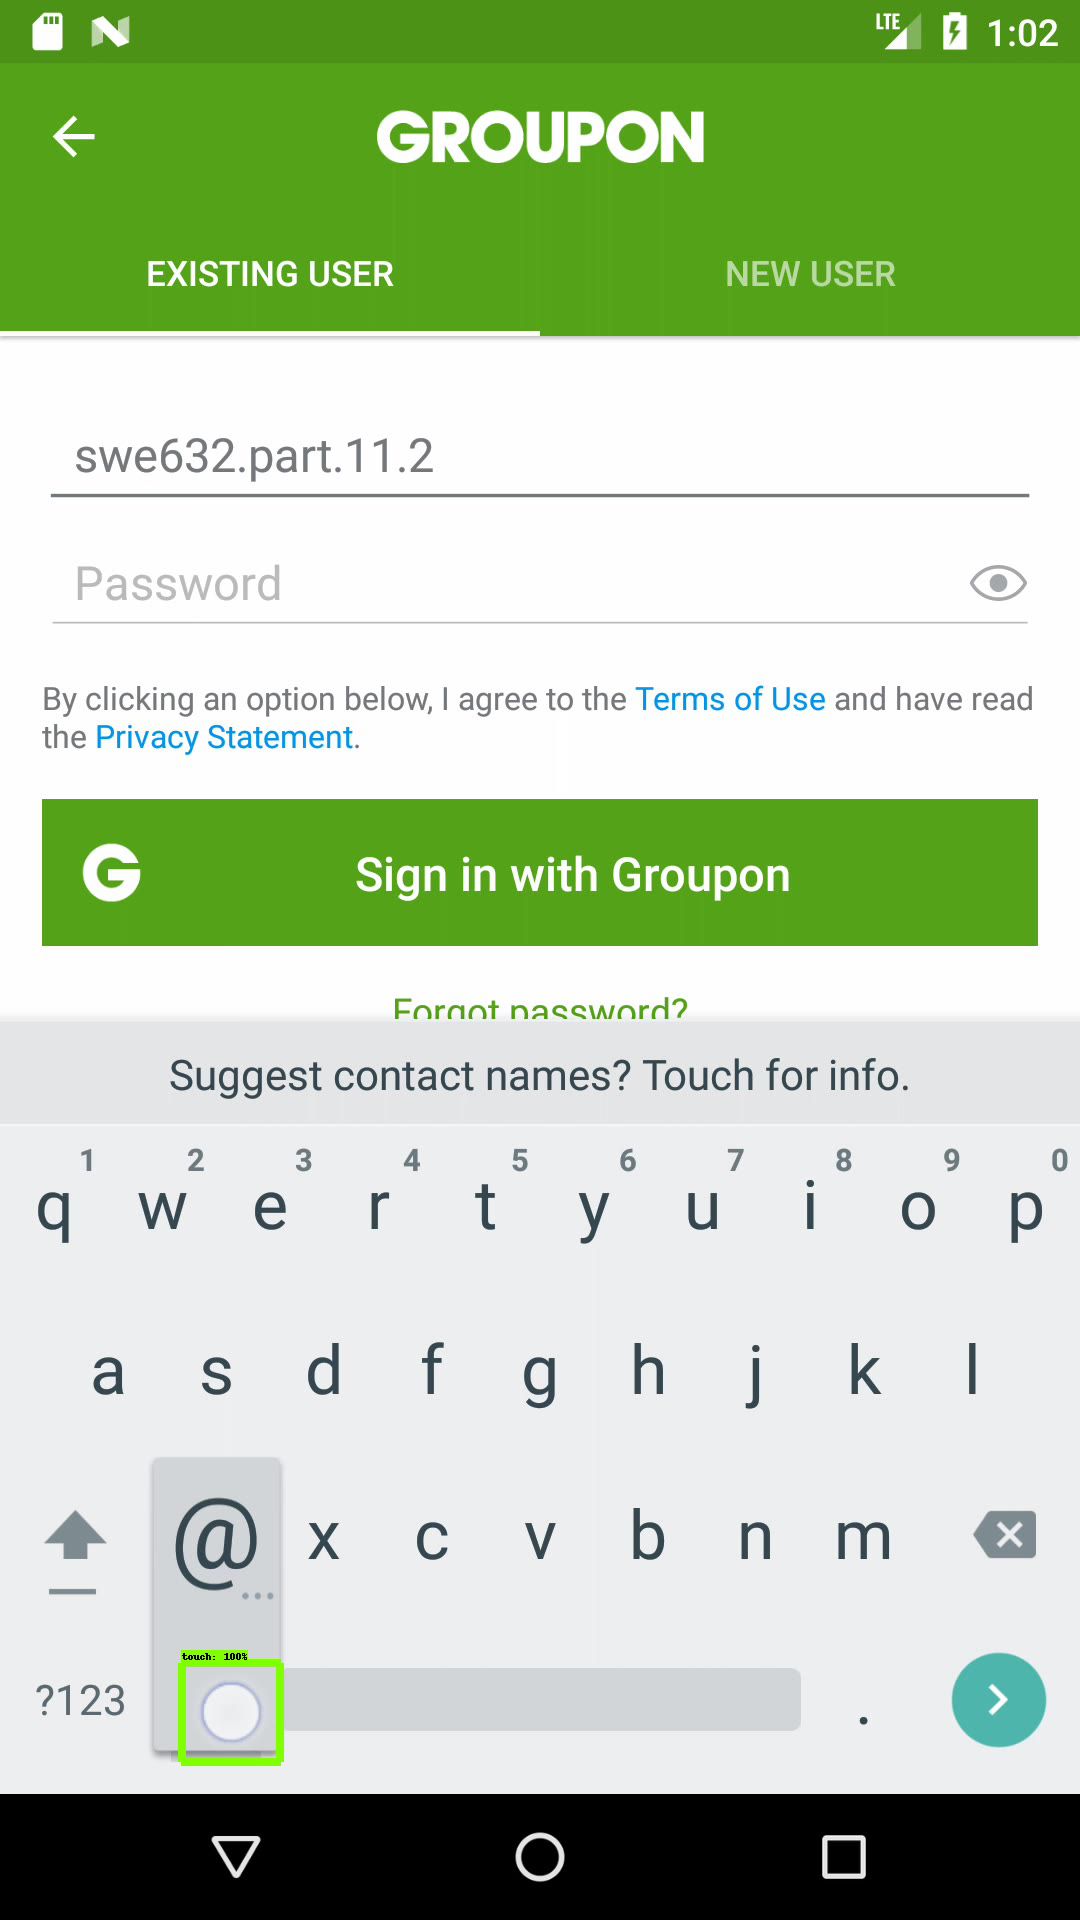 LTE 1:02
GROUPON
EXISTING USER NEW USER
swe632.part.11.2
Password
By clicking an option below, I agree to the Terms of Use and have read
the Privacy Statement.
G Sign in with Groupon
Forgot password?
Suggest contact names? Touch for info.
1 2 3 4 5 6 7 8 9 0
q w e r t y u i o p
a s d f g h j k l
@ x c v b n m
...
touch: 100%
?123 .